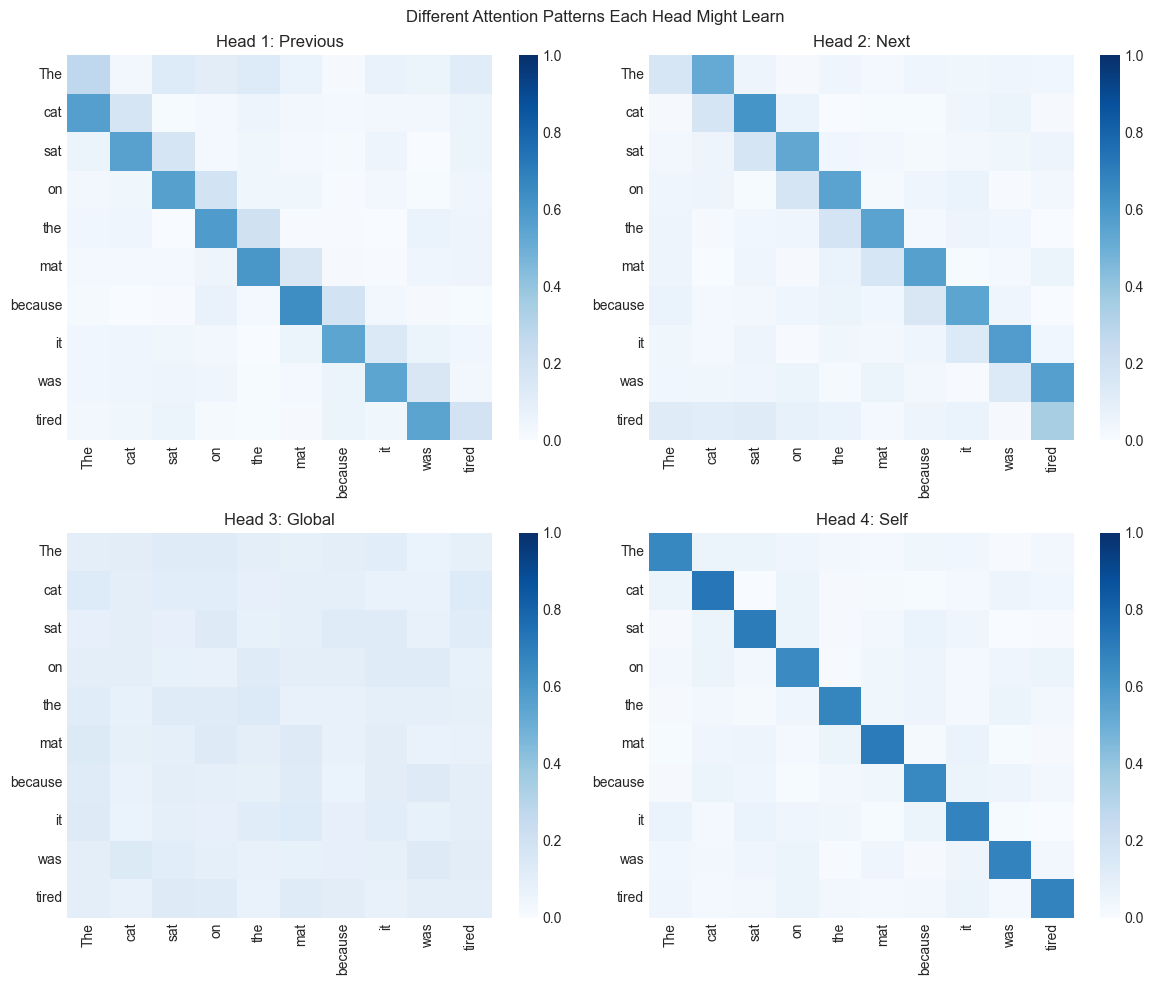 Different Attention Patterns Each Head Might Learn
Head 1: Previous
The
cat
sat
on
the
mat
because
it
was
tired
The cat sat on the mat because it was tired
1.0
0.8
0.6
0.4
0.2
0.0
Head 2: Next
The
cat
sat
on
the
mat
because
it
was
tired
The cat sat on the mat because it was tired
1.0
0.8
0.6
0.4
0.2
0.0
Head 3: Global
The
cat
sat
on
the
mat
because
it
was
tired
The cat sat on the mat because it was tired
1.0
0.8
0.6
0.4
0.2
0.0
Head 4: Self
The
cat
sat
on
the
mat
because
it
was
tired
The cat sat on the mat because it was tired
1.0
0.8
0.6
0.4
0.2
0.0